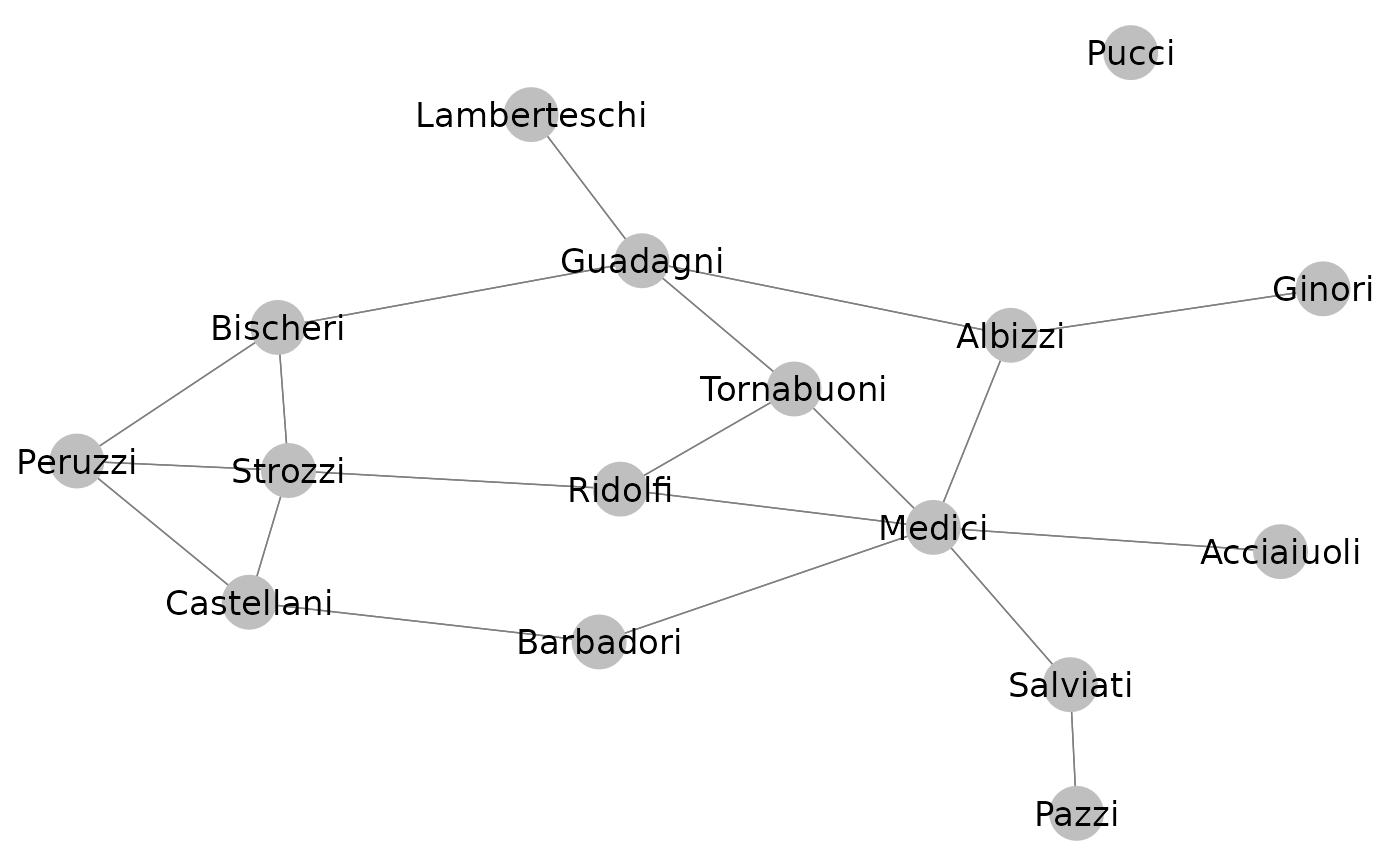 Pucci
Lamberteschi
Guadagni
Ginori
Bischeri
Albizzi
Tornabuoni
Peruzzi
Strozzi
Ridolfi
Medici
Acciaiuoli
Castellani
Barbadori
Salviati
Pazzi